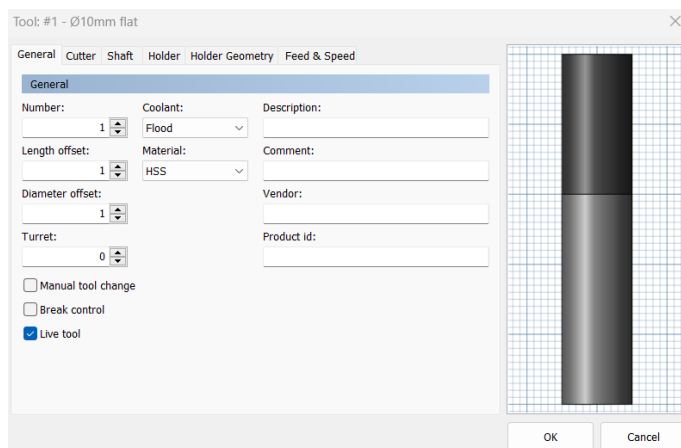 Tool: #1 - Ø10mm flat
General Cutter Shaft Holder Holder Geometry Feed & Speed
General
Number: Coolant: Description:
1 Flood
Length offset: Material: Comment:
1 HSS
Diameter offset: Vendor:
1
Turret: Product id:
0
Manual tool change
Break control
Live tool
OK Cancel